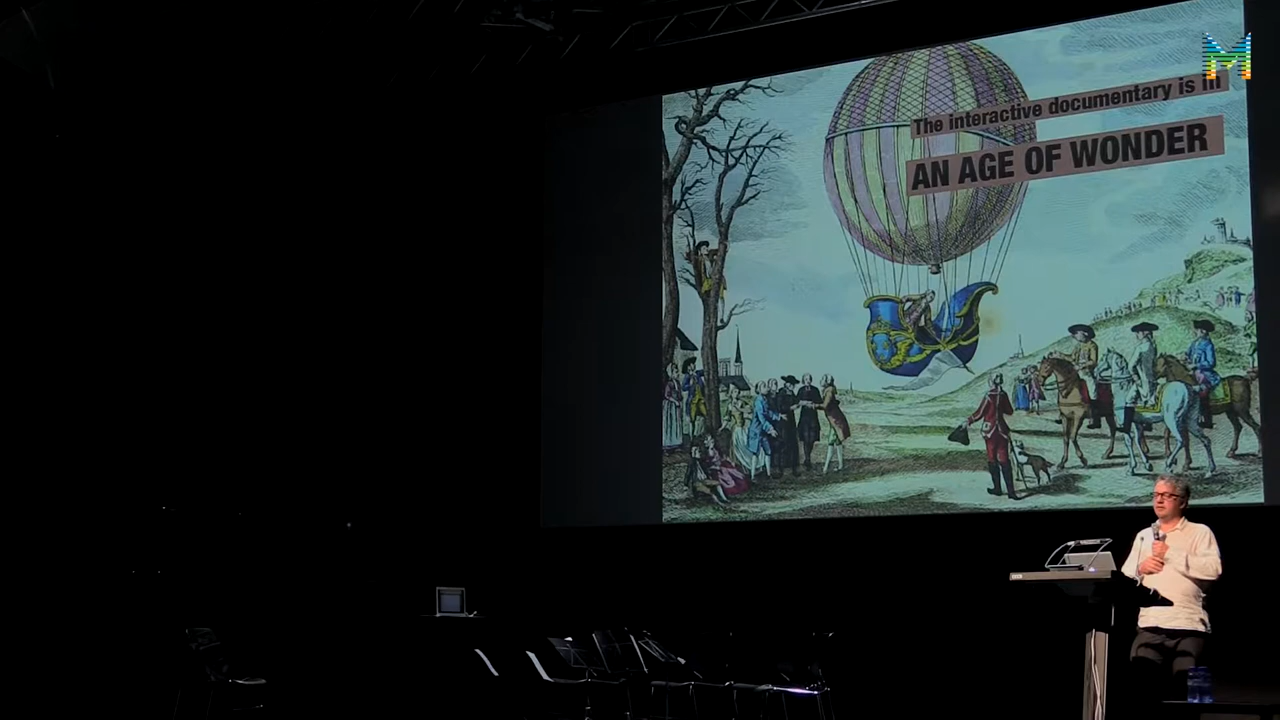 The interactive documentary is in
AN AGE OF WONDER
M